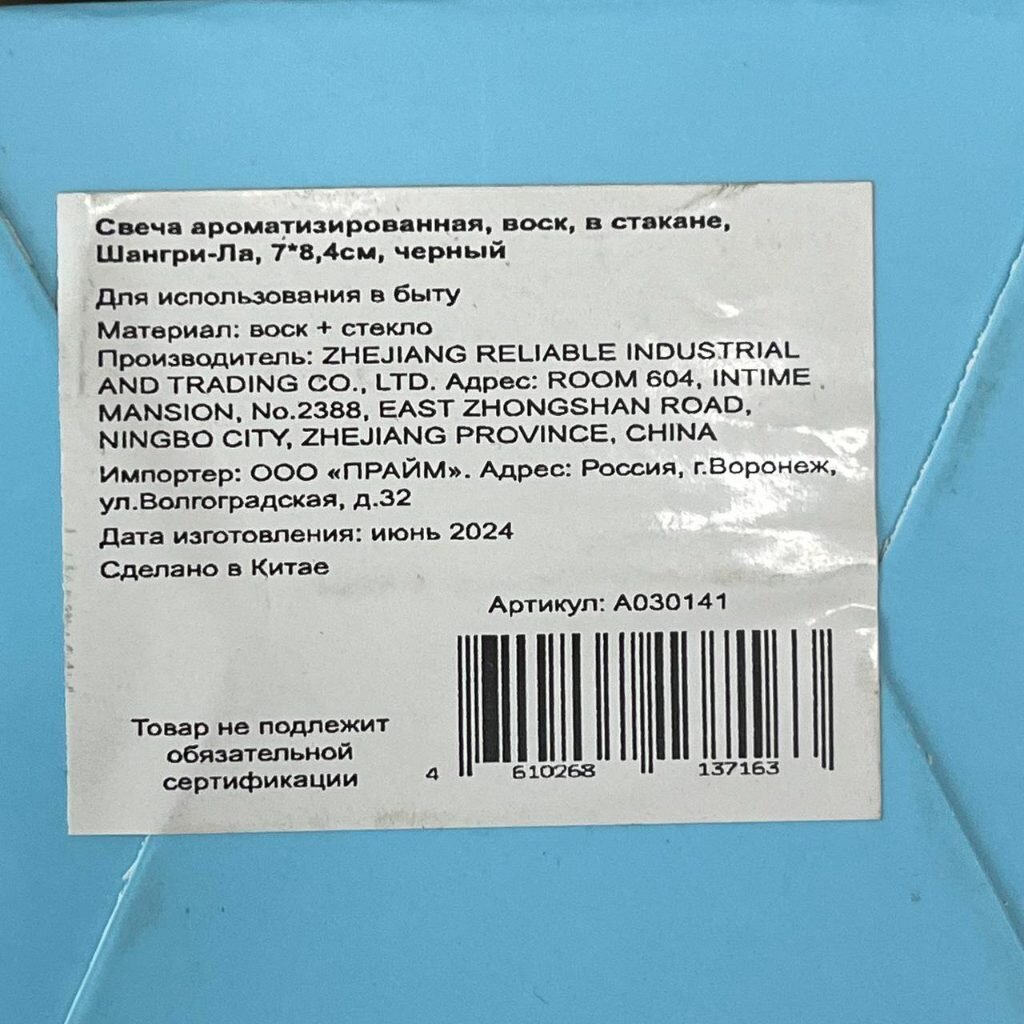 Свеча ароматизированная, воск, в стакане,
Шангри-Ла, 7*8,4см, черный
Для использования в быту
Материал: воск + стекло
Производитель: ZHEJIANG RELIABLE INDUSTRIAL
AND TRADING CO., LTD. Адрес: ROOM 604, INTIME
MANSION, No.2388, EAST ZHONGSHAN ROAD,
NINGBO CITY, ZHEJIANG PROVINCE, CHINA
Импортер: ООО «ПРАЙМ». Адрес: Россия, г.Воронеж,
ул.Волгоградская, д.32
Дата изготовления: июнь 2024
Сделано в Китае
Артикул: A030141
Товар не подлежит
обязательной
сертификации
4 610268 137163